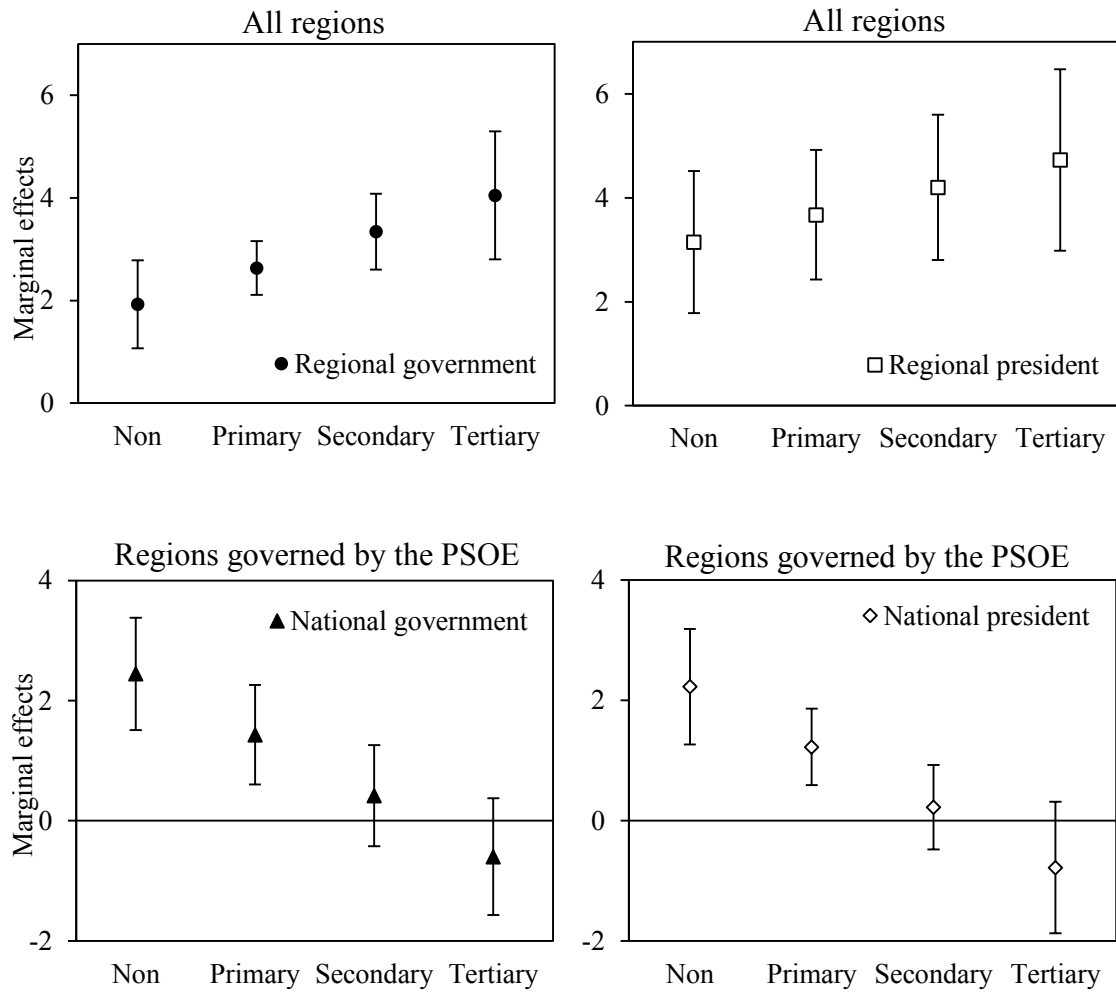 All regions
Marginal effects
6
4
2
0
Regional government
Non Primary Secondary Tertiary
All regions
6
4
2
0
Regional president
Non Primary Secondary Tertiary
Regions governed by the PSOE
Marginal effects
4
2
0
-2
National government
Non Primary Secondary Tertiary
Regions governed by the PSOE
4
2
0
-2
National president
Non Primary Secondary Tertiary